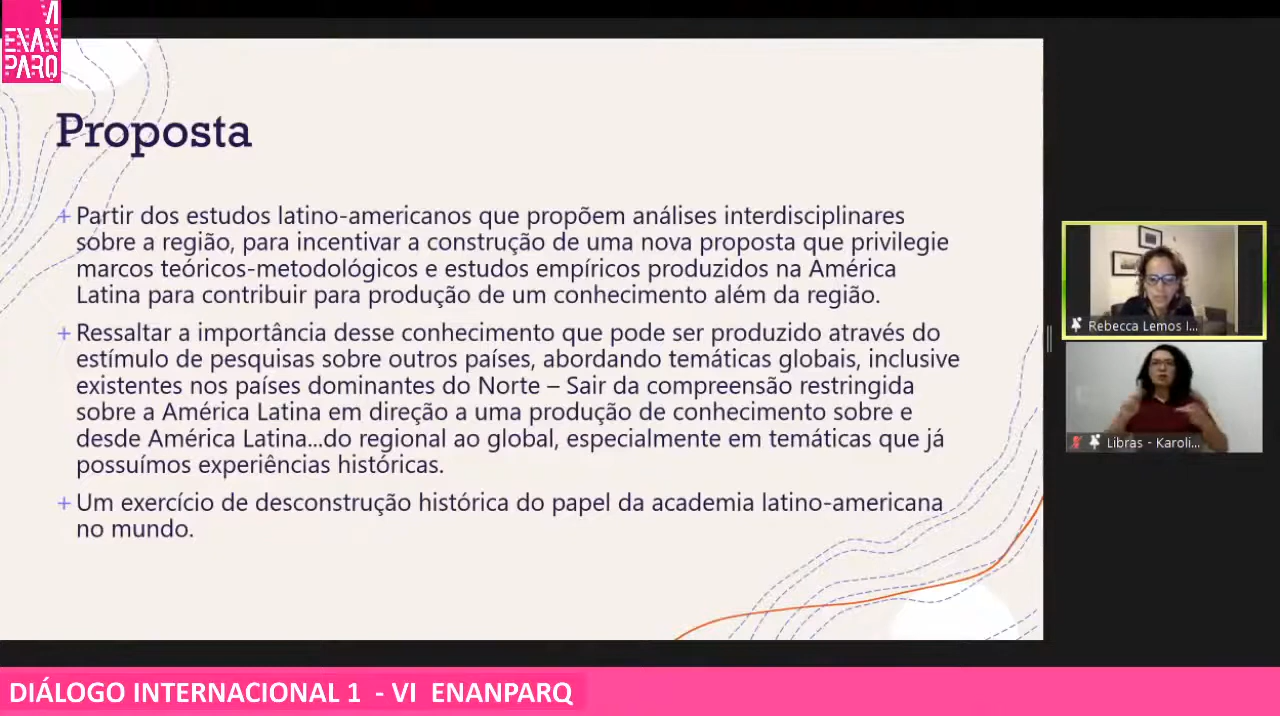 VI
ENAN
PARQ
Proposta
+ Partir dos estudos latino-americanos que propõem análises interdisciplinares
sobre a região, para incentivar a construção de uma nova proposta que privilegie
marcos teóricos-metodológicos e estudos empíricos produzidos na América
Latina para contribuir para produção de um conhecimento além da região.
+ Ressaltar a importância desse conhecimento que pode ser produzido através do
estímulo de pesquisas sobre outros países, abordando temáticas globais, inclusive
existentes nos países dominantes do Norte – Sair da compreensão restringida
sobre a América Latina em direção a uma produção de conhecimento sobre e
desde América Latina...do regional ao global, especialmente em temáticas que já
possuímos experiências históricas.
+ Um exercício de desconstrução histórica do papel da academia latino-americana
no mundo.
Rebecca Lemos I...
Libras - Karoli...
DIÁLOGO INTERNACIONAL 1 - VI ENANPARQ